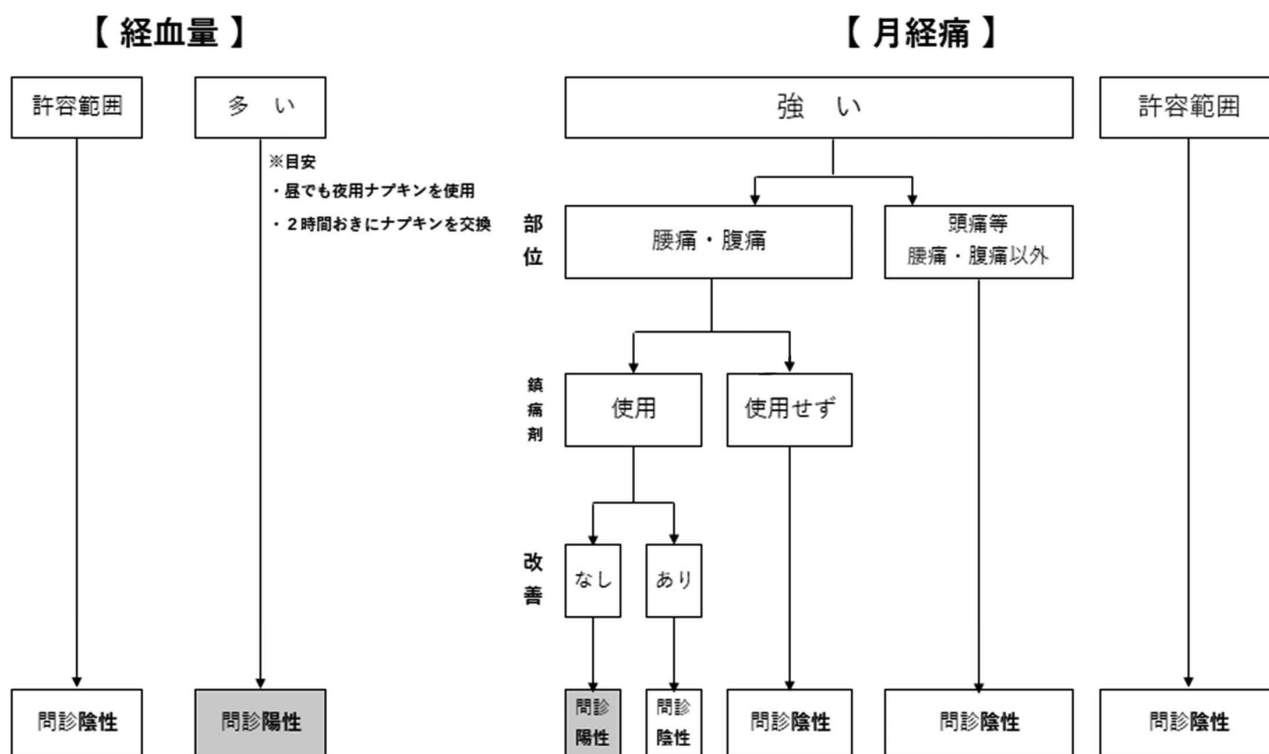 【 経血量 】
【 月経痛 】
許容範囲
多 い
強 い
許容範囲
※目安
・昼でも夜用ナプキンを使用
・２時間おきにナプキンを交換
部位
腰痛・腹痛
頭痛等
腰痛・腹痛以外
鎮痛剤
使用
使用せず
改善
なし
あり
問診陰性
問診陽性
問診
陽性
問診
陰性
問診陰性
問診陰性
問診陰性